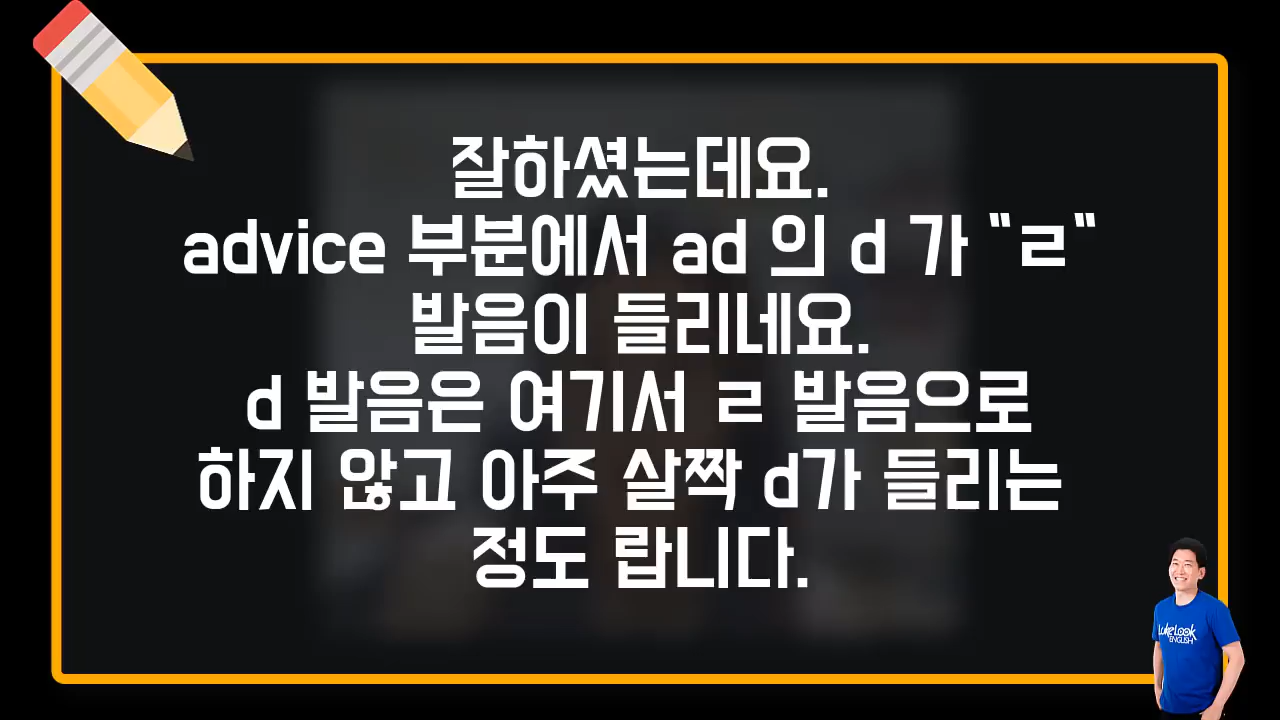 잘하셨는데요.
advice 부분에서 ad 의 d 가 "ㄹ"
발음이 들리네요.
d 발음은 여기서 ㄹ 발음으로
하지 않고 아주 살짝 d가 들리는
정도 랍니다.
LukeLook
ENGLISH